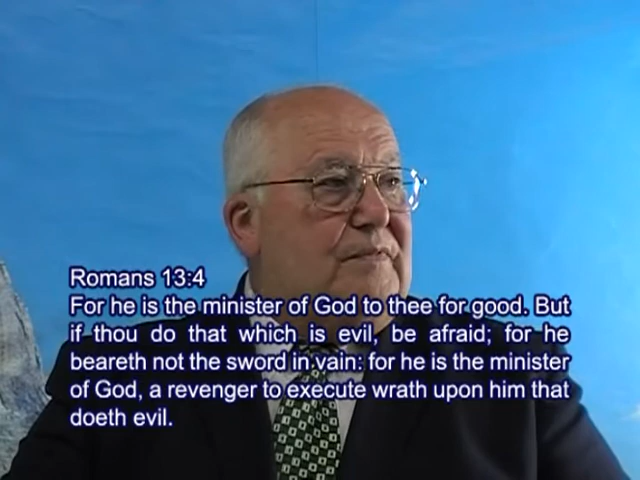 Romans 13:4
For he is the minister of God to thee for good. But
if thou do that which is evil, be afraid; for he
beareth not the sword in vain: for he is the minister
of God, a revenger to execute wrath upon him that
doeth evil.